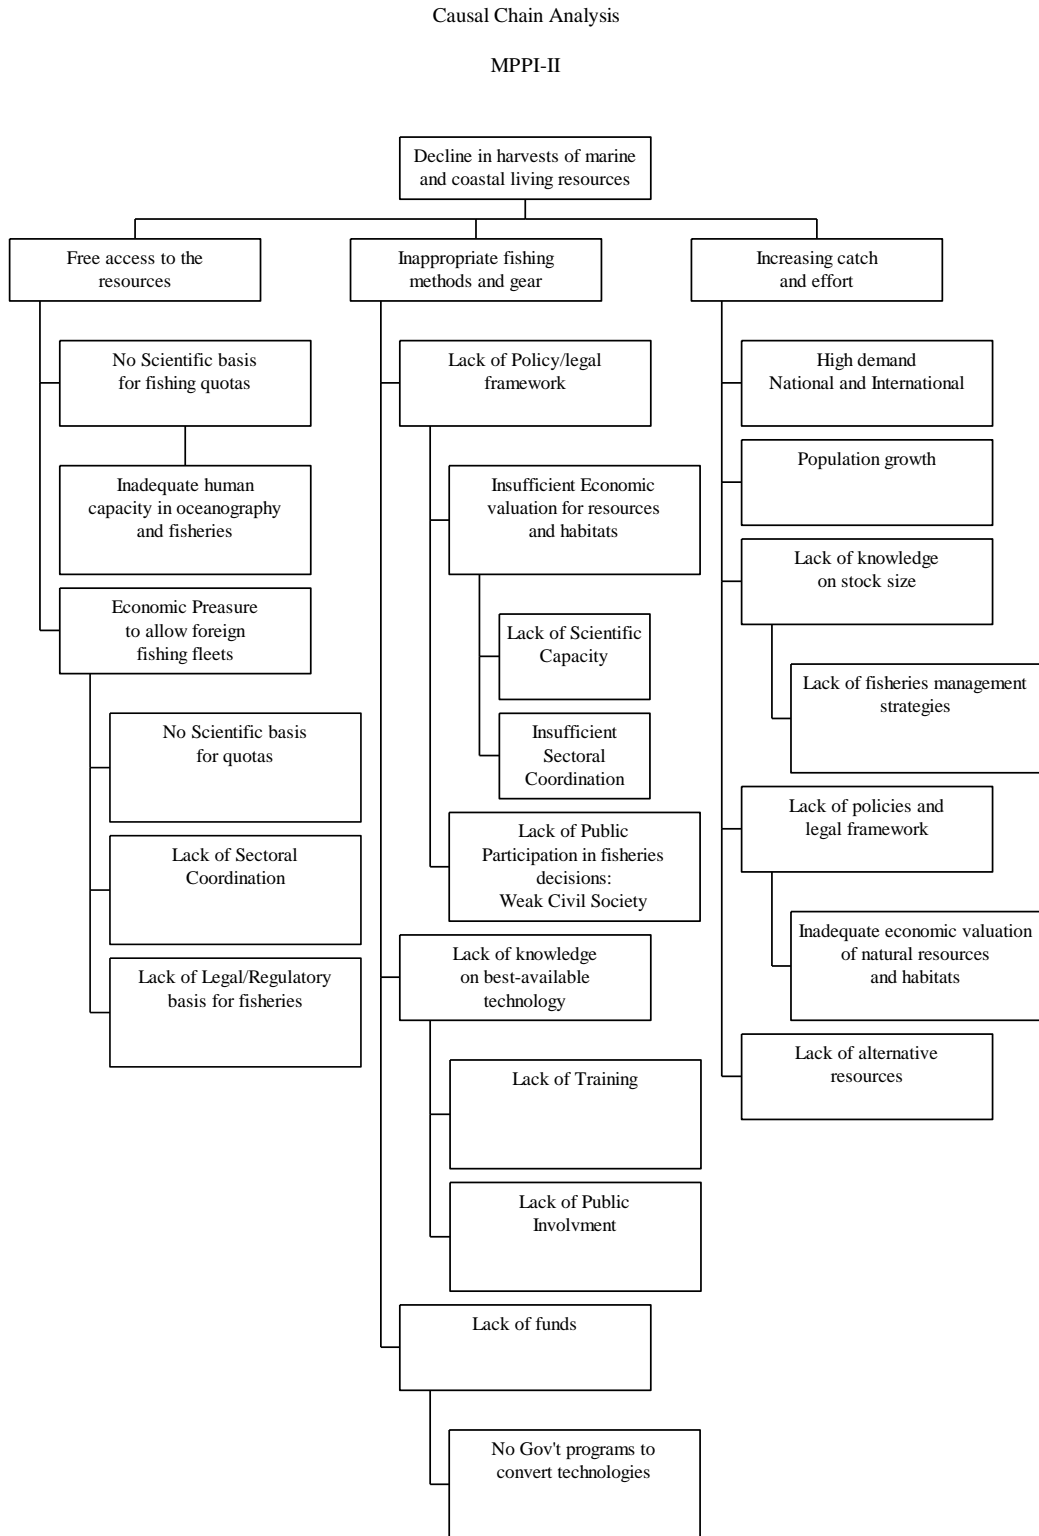 Causal Chain Analysis
MPPI-II
Decline in harvests of marine
and coastal living resources
Free access to the
resources
No Scientific basis
for fishing quotas
Inadequate human
capacity in oceanography
and fisheries
Economic Preasure
to allow foreign
fishing fleets
No Scientific basis
for quotas
Lack of Sectoral
Coordination
Lack of Legal/Regulatory
basis for fisheries
Inappropriate fishing
methods and gear
Lack of Policy/legal
framework
Insufficient Economic
valuation for resources
and habitats
Lack of Scientific
Capacity
Insufficient
Sectoral
Coordination
Lack of Public
Participation in fisheries
decisions:
Weak Civil Society
Lack of knowledge
on best-available
technology
Lack of Training
Lack of Public
Involvment
Lack of funds
No Gov't programs to
convert technologies
Increasing catch
and effort
High demand
National and International
Population growth
Lack of knowledge
on stock size
Lack of fisheries management
strategies
Lack of policies and
legal framework
Inadequate economic valuation
of natural resources
and habitats
Lack of alternative
resources